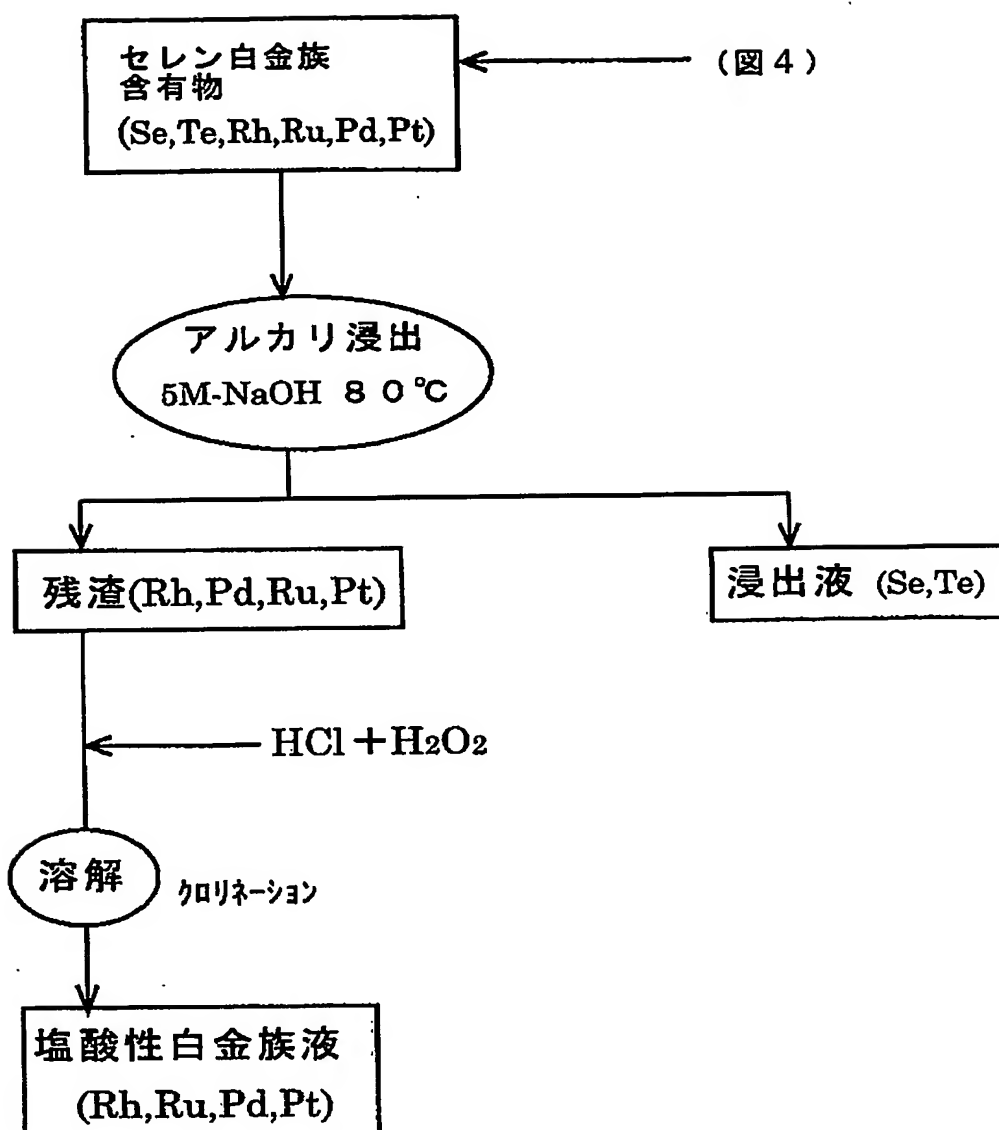 セレン白金族
含有物
(Se,Te,Rh,Ru,Pd,Pt)
(図4)
アルカリ浸出
5M-NaOH 80℃
残渣(Rh,Pd,Ru,Pt)
浸出液 (Se,Te)
HCl+H2O2
溶解
クロリネーション
塩酸性白金族液
(Rh,Ru,Pd,Pt)